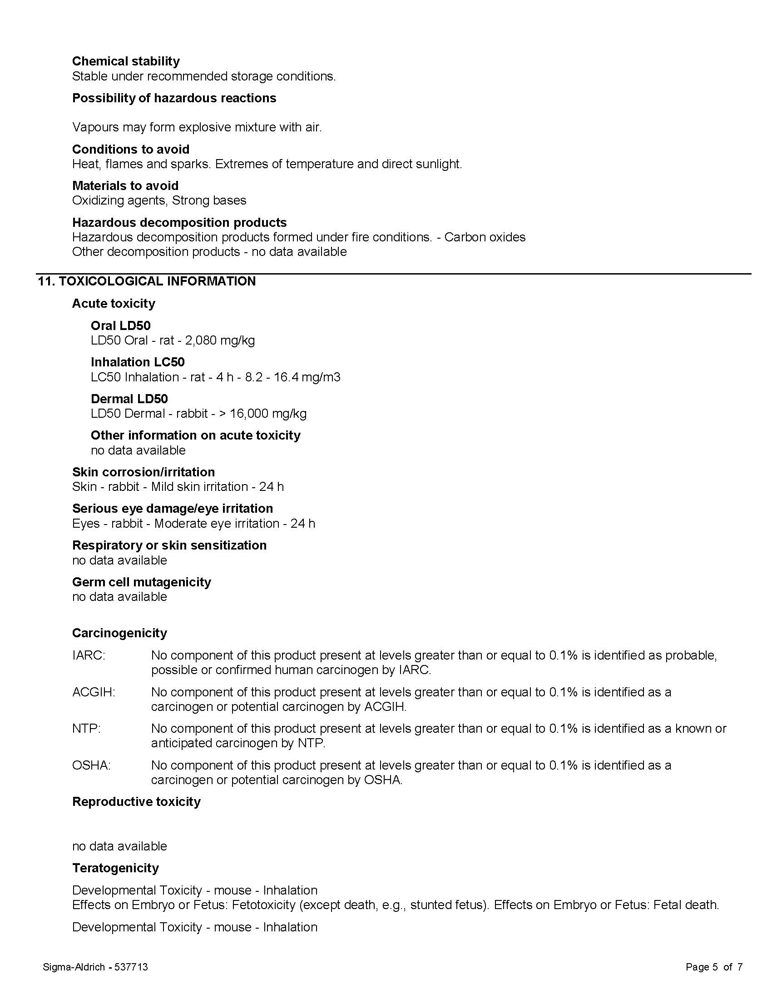 Chemical stability
Stable under recommended storage conditions.
Possibility of hazardous reactions
Vapours may form explosive mixture with air.
Conditions to avoid
Heat, flames and sparks. Extremes of temperature and direct sunlight.
Materials to avoid
Oxidizing agents, Strong bases
Hazardous decomposition products
Hazardous decomposition products formed under fire conditions. - Carbon oxides
Other decomposition products - no data available
11. TOXICOLOGICAL INFORMATION
Acute toxicity
Oral LD50
LD50 Oral - rat - 2,080 mg/kg
Inhalation LC50
LC50 Inhalation - rat - 4 h - 8.2 - 16.4 mg/m3
Dermal LD50
LD50 Dermal - rabbit - > 16,000 mg/kg
Other information on acute toxicity
no data available
Skin corrosion/irritation
Skin - rabbit - Mild skin irritation - 24 h
Serious eye damage/eye irritation
Eyes - rabbit - Moderate eye irritation - 24 h
Respiratory or skin sensitization
no data available
Germ cell mutagenicity
no data available
Carcinogenicity
IARC: No component of this product present at levels greater than or equal to 0.1% is identified as probable,
possible or confirmed human carcinogen by IARC.
ACGIH: No component of this product present at levels greater than or equal to 0.1% is identified as a
carcinogen or potential carcinogen by ACGIH.
NTP: No component of this product present at levels greater than or equal to 0.1% is identified as a known or
anticipated carcinogen by NTP.
OSHA: No component of this product present at levels greater than or equal to 0.1% is identified as a
carcinogen or potential carcinogen by OSHA.
Reproductive toxicity
no data available
Teratogenicity
Developmental Toxicity - mouse - Inhalation
Effects on Embryo or Fetus: Fetotoxicity (except death, e.g., stunted fetus). Effects on Embryo or Fetus: Fetal death.
Developmental Toxicity - mouse - Inhalation
Sigma-Aldrich - 537713 Page 5 of 7